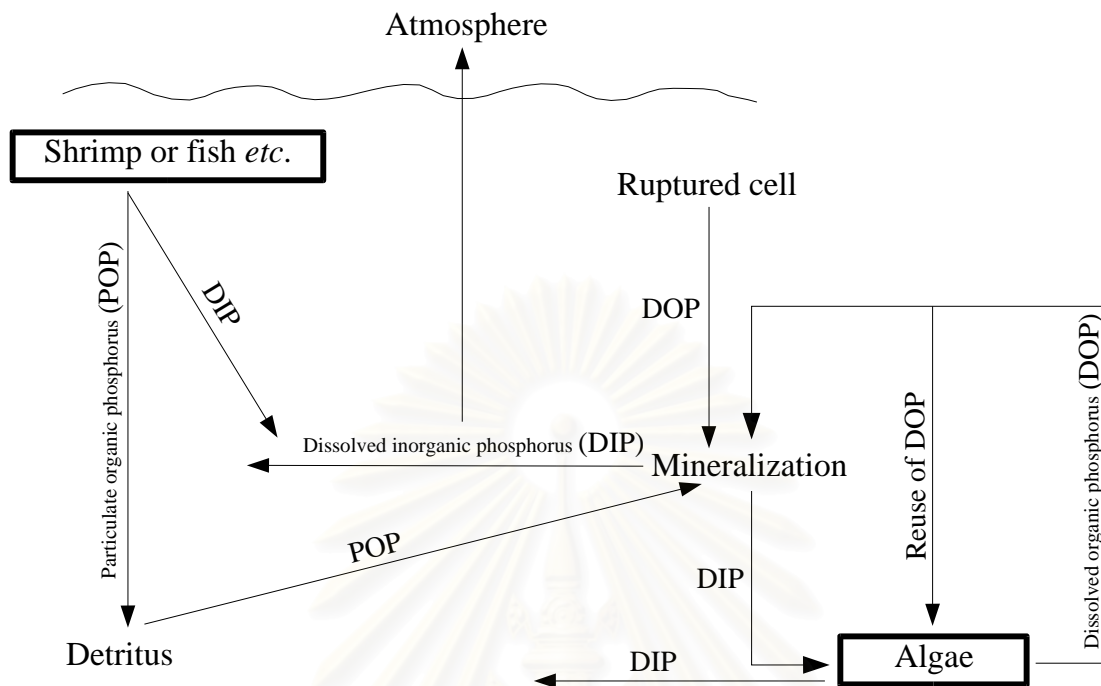 Atmosphere
Shrimp or fish etc.
Ruptured cell
Particulate organic phosphorus (POP)
DIP
DOP
Dissolved inorganic phosphorus (DIP)
Mineralization
Reuse of DOP
Dissolved organic phosphorus (DOP)
POP
DIP
Detritus
DIP
Algae